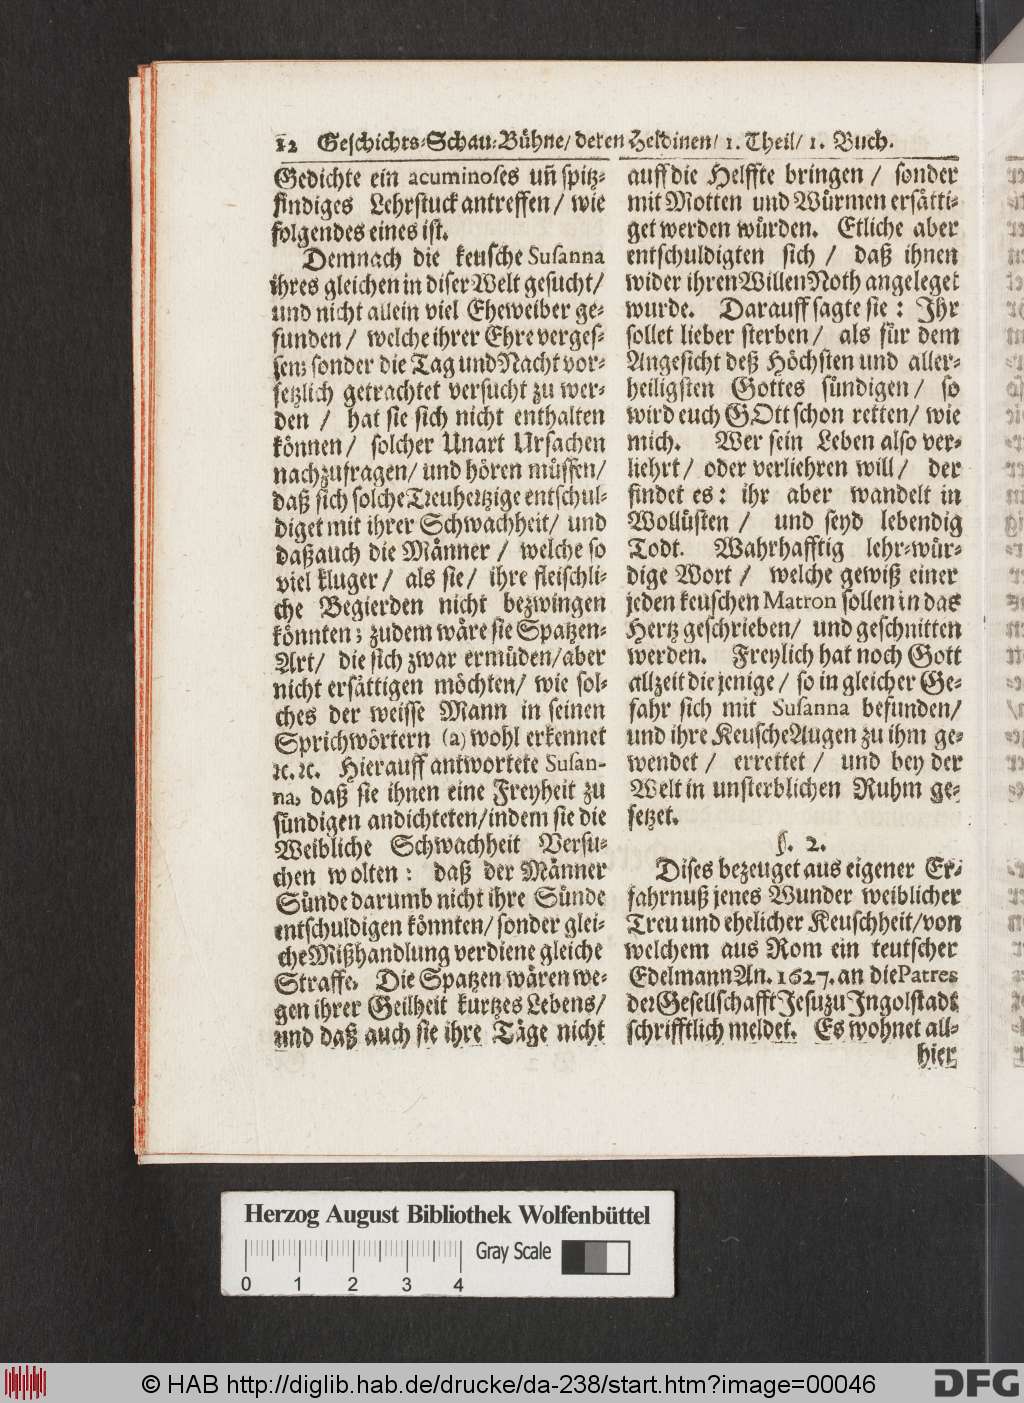 12 Geschichts-Schau-Bühne/ deren Heldinen/ 1. Theil/ 1. Buch.
Gedichte ein acuminoses uñ spitz-
findiges Lehrstuck antreffen/ wie
folgendes eines ist.
Demnach die keusche Susanna
ihres gleichen in diser Welt gesucht/
und nicht allein viel Eheweiber ge-
funden/ welche ihrer Ehre verges-
sen; sonder die Tag und Nacht vor-
setzlich getrachtet versucht zu wer-
den / hat sie sich nicht enthalten
können/ solcher Unart Ursachen
nachzufragen/ und hören müssen/
daß sich solche Treuhertzige entschul-
diget mit ihrer Schwachheit/ und
daß auch die Männer / welche so
viel kluger/ als sie/ ihre fleischli-
che Begierden nicht bezwingen
könnten; zudem wäre sie Spatzen-
Art/ die sich zwar ermüden/ aber
nicht ersättigen möchten/ wie sol-
ches der weisse Mann in seinen
Sprichwörtern (a) wohl erkennet
ꝛc. ꝛc. Hierauff antwortete Susan-
na, daß sie ihnen eine Freyheit zu
sündigen andichteten/ indem sie die
Weibliche Schwachheit Versu-
chen wolten: daß der Männer
Sünde darumb nicht ihre Sünde
entschuldigen könnten/ sonder glei-
che Mißhandlung verdiene gleiche
Straffe. Die Spatzen wären we-
gen ihrer Geilheit kurtzes Lebens/
und daß auch sie ihre Täge nicht
auff die Helffte bringen / sonder
mit Motten und Würmen ersätti-
get werden würden. Etliche aber
entschuldigten sich / daß ihnen
wider ihren Willen Noth angeleget
wurde. Darauff sagte sie: Ihr
sollet lieber sterben/ als für dem
Angesicht deß Höchsten und aller-
heiligsten Gottes sündigen/ so
wird euch GOtt schon retten/ wie
mich. Wer sein Leben also ver-
liehrt/ oder verliehren will/ der
findet es: ihr aber wandelt in
Wollüsten / und seyd lebendig
Todt. Wahrhafftig lehr-wür-
dige Wort/ welche gewiß einer
jeden keuschen Matron sollen in das
Hertz geschrieben/ und geschnitten
werden. Freylich hat noch Gott
allzeit die jenige/ so in gleicher Ge-
fahr sich mit Susanna befunden/
und ihre Keusche Augen zu ihm ge-
wendet / errettet / und bey der
Welt in unsterblichen Ruhm ge-
setzet.
§. 2.
Dises bezeuget aus eigener Er-
fahrnuß jenes Wunder weiblicher
Treu und ehelicher Keuschheit/ von
welchem aus Rom ein teutscher
Edelmann An. 1627. an die Patres
der Gesellschafft Jesu zu Ingolstadt
schrifftlich meldet. Es wohnet all-
hier
Herzog August Bibliothek Wolfenbüttel
Gray Scale
0 1 2 3 4
© HAB http://diglib.hab.de/drucke/da-238/start.htm?image=00046
DFG